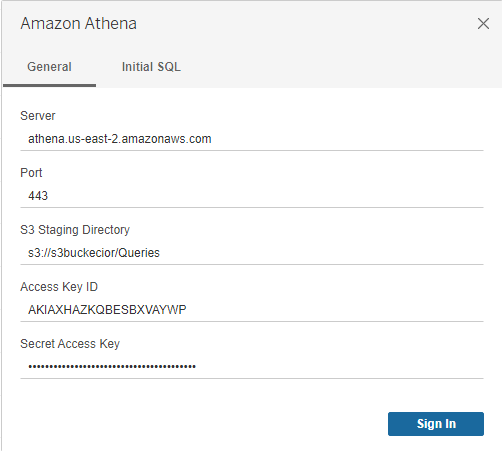 Amazon Athena
General Initial SQL
Server
athena.us-east-2.amazonaws.com
Port
443
S3 Staging Directory
s3://s3buckecior/Queries
Access Key ID
AKIAXHAZKQBESBXVAYWP
Secret Access Key
••••••••••••••••••••••••••••••••••••••••
Sign In